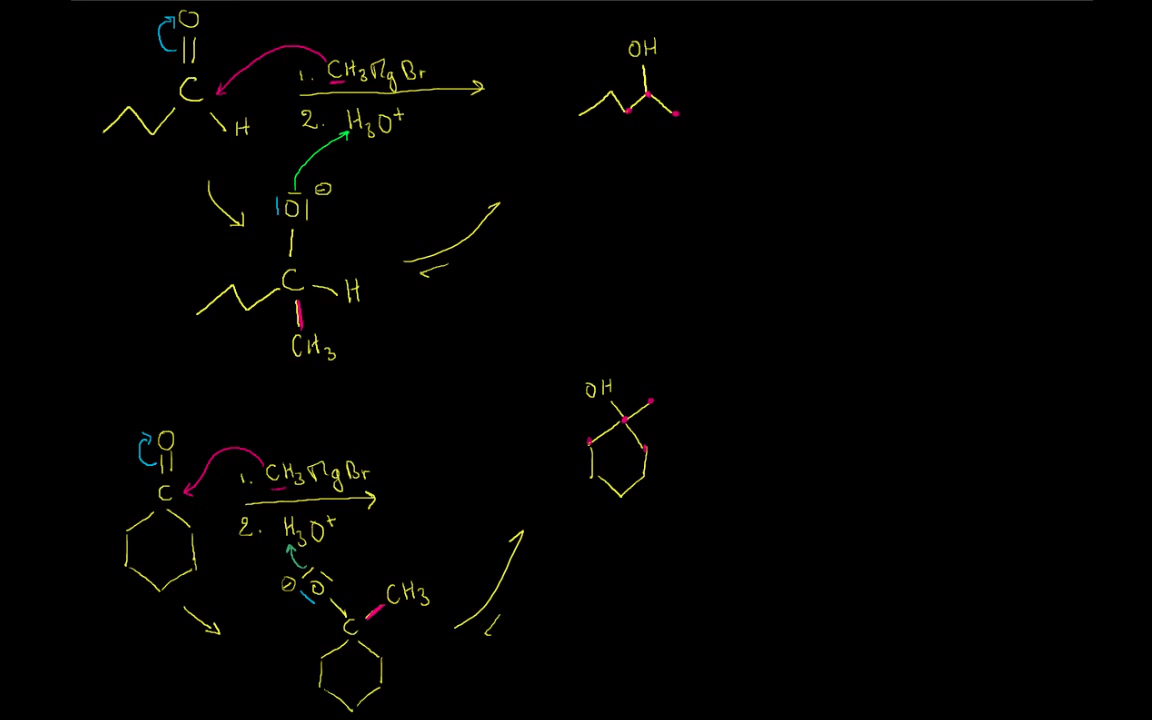 O
C
H
1. CH3MgBr
2. H3O+
OH
O
⊖
C
H
CH3
OH
O
C
1. CH3MgBr
2. H3O+
⊖ O
CH3
C